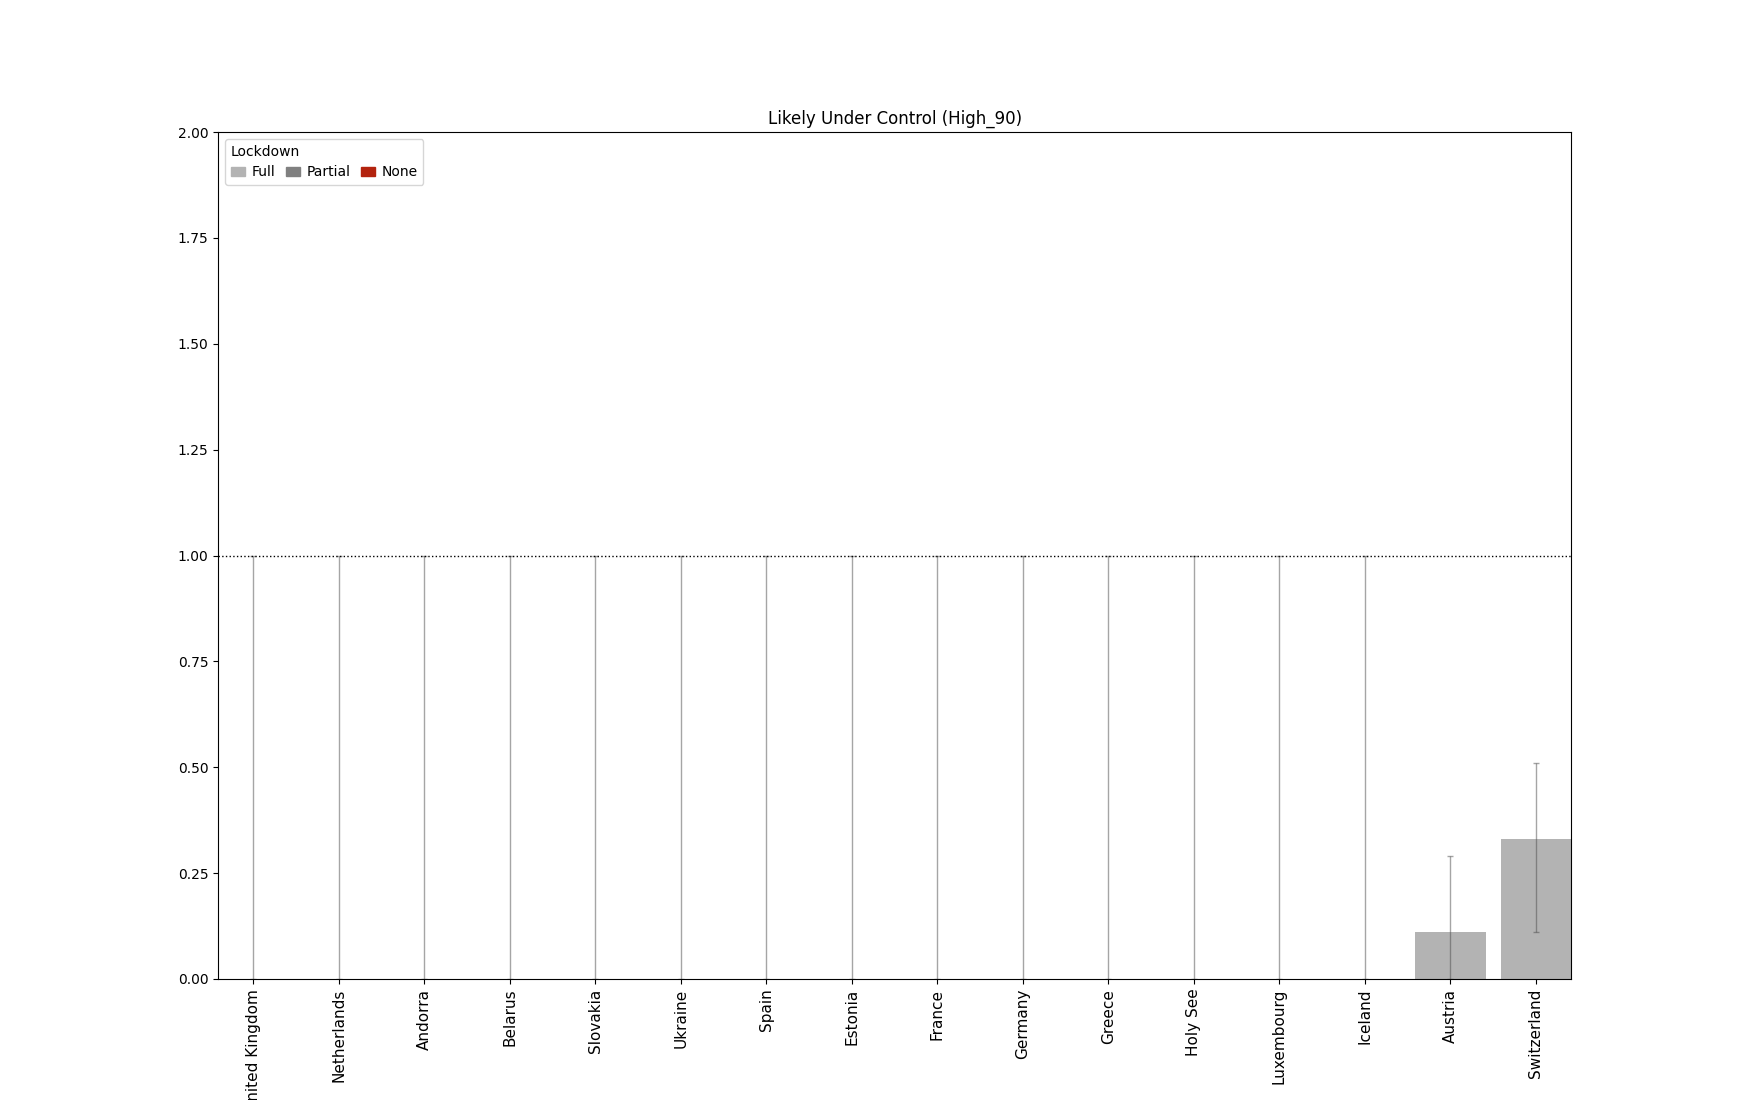 Likely Under Control (High_90)
Lockdown
Full Partial None
2.00
1.75
1.50
1.25
1.00
0.75
0.50
0.25
0.00
nited Kingdom
Netherlands
Andorra
Belarus
Slovakia
Ukraine
Spain
Estonia
France
Germany
Greece
Holy See
Luxembourg
Iceland
Austria
Switzerland